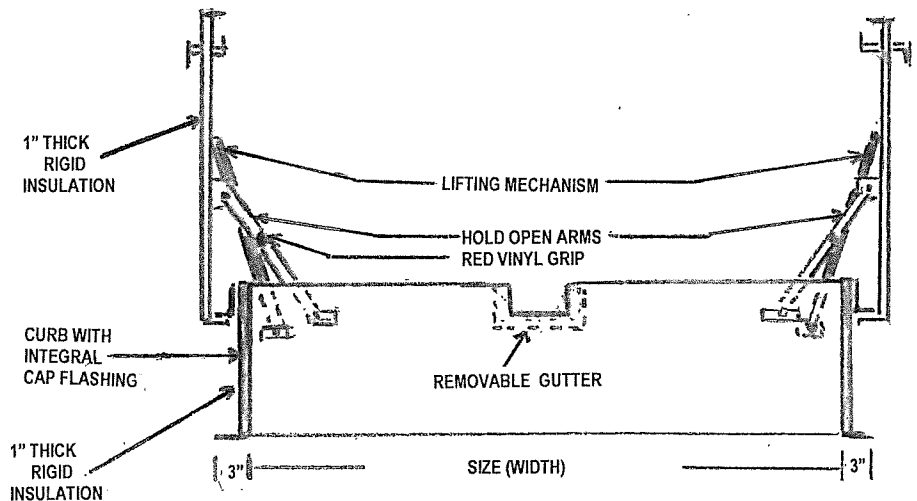 1” THICK
RIGID
INSULATION
LIFTING MECHANISM
HOLD OPEN ARMS
RED VINYL GRIP
CURB WITH
INTEGRAL
CAP FLASHING
REMOVABLE GUTTER
1” THICK
RIGID
INSULATION
3”
SIZE (WIDTH)
3”